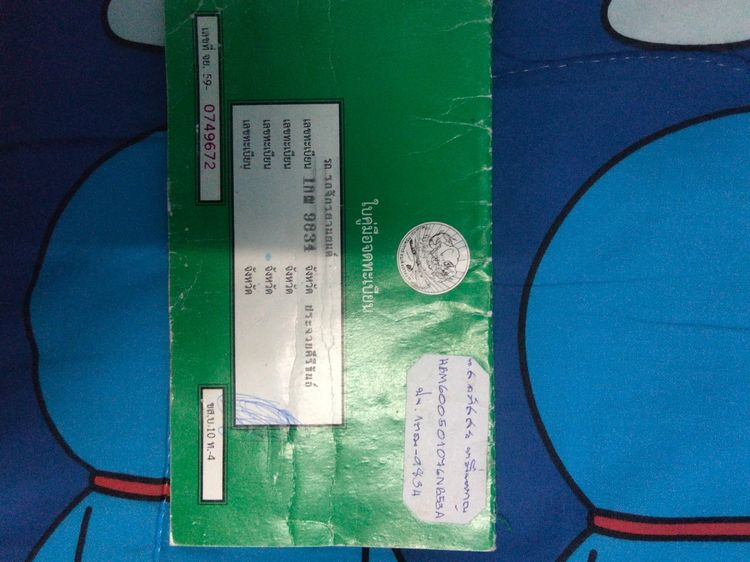 ใบคู่มือจดทะเบียน
รถ รถจักรยานยนต์
เลขทะเบียน 1กฒ 9834 จังหวัด ประจวบคีรีขันธ์
เลขทะเบียน จังหวัด
เลขทะเบียน จังหวัด
เลขทะเบียน จังหวัด
เลขที่ จย. 59- 0749672
ขส.บ.10 ท.-4
HBM600501076NB53A